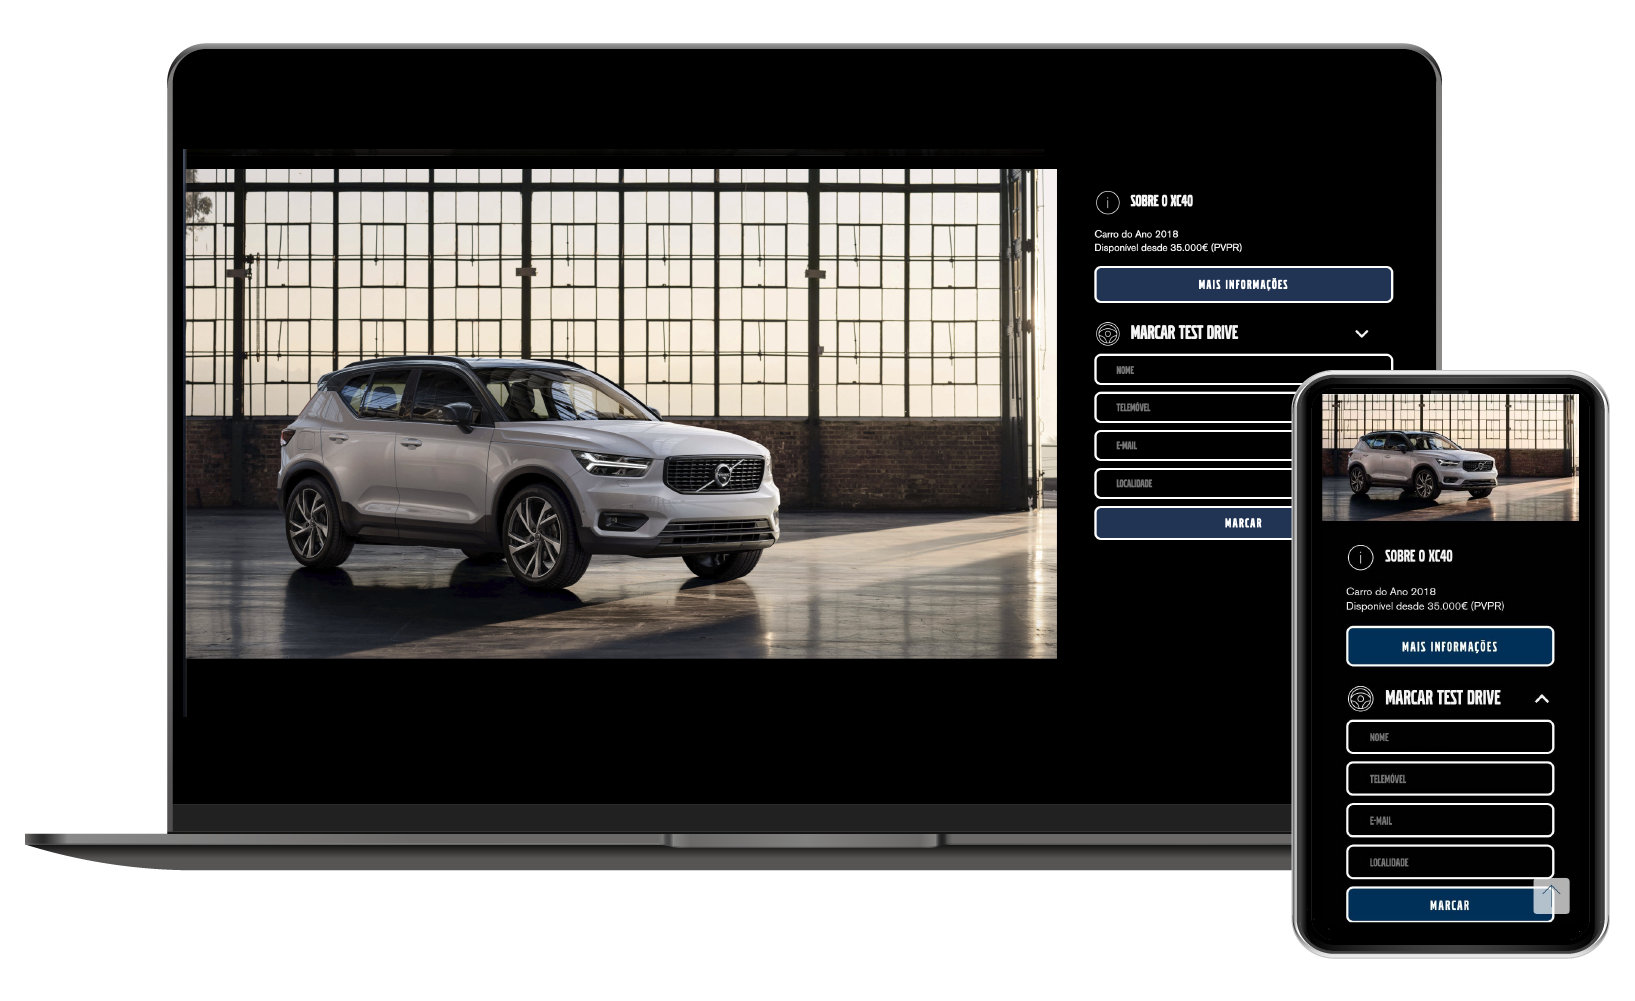 SOBRE O XC40
Carro do Ano 2018
Disponível desde 35.000€ (PVPR)
MAIS INFORMAÇÕES
MARCAR TEST DRIVE
NOME
TELEMÓVEL
E-MAIL
LOCALIDADE
MARCAR
SOBRE O XC40
Carro do Ano 2018
Disponível desde 35.000€ (PVPR)
MAIS INFORMAÇÕES
MARCAR TEST DRIVE
NOME
TELEMÓVEL
E-MAIL
LOCALIDADE
MARCAR